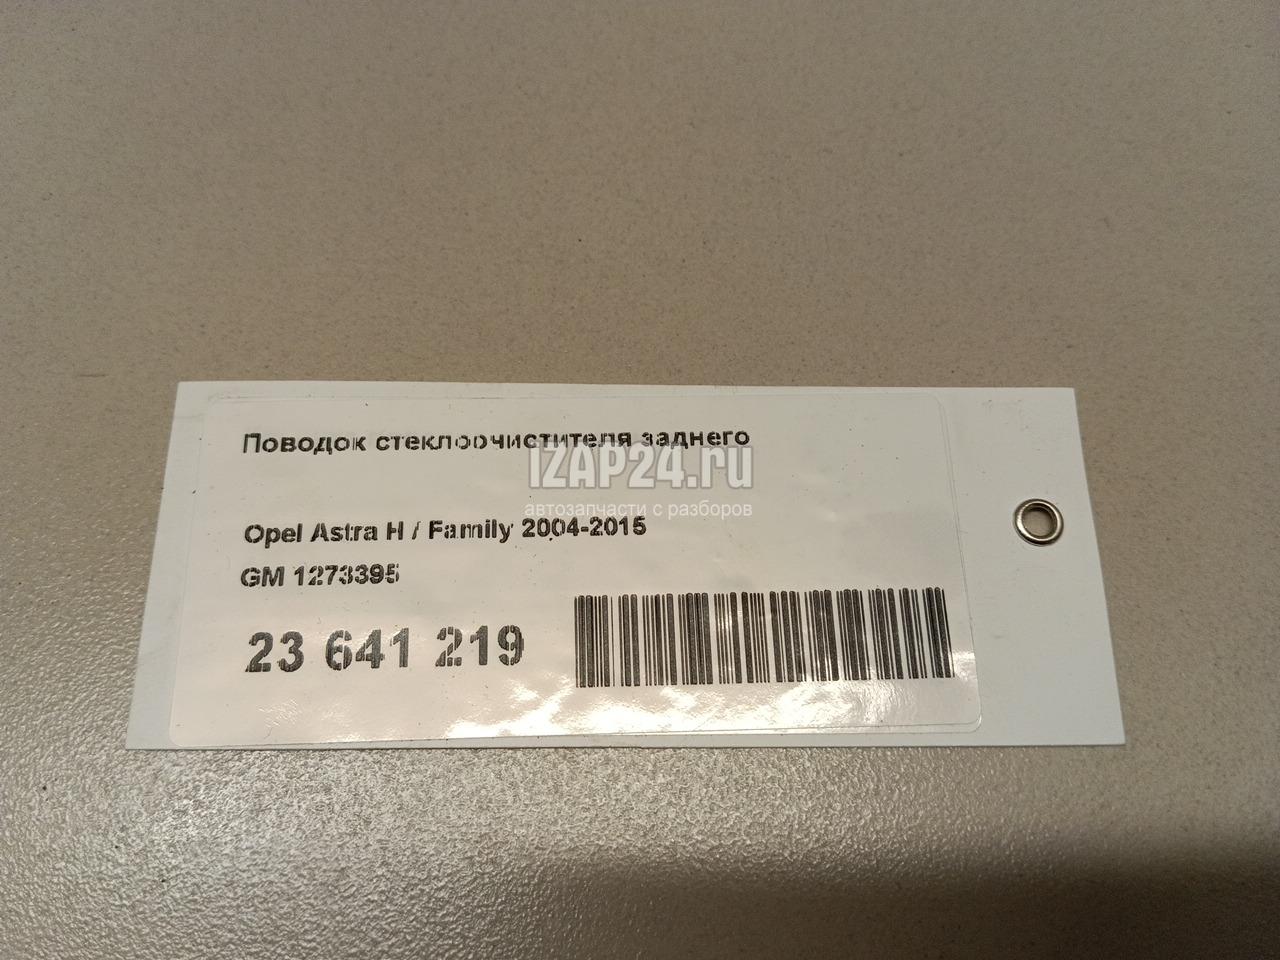 Поводок стеклоочистителя заднего
IZAP24.ru
автозапчасти с разборов
Opel Astra H / Family 2004-2015
GM 1273395
23 641 219